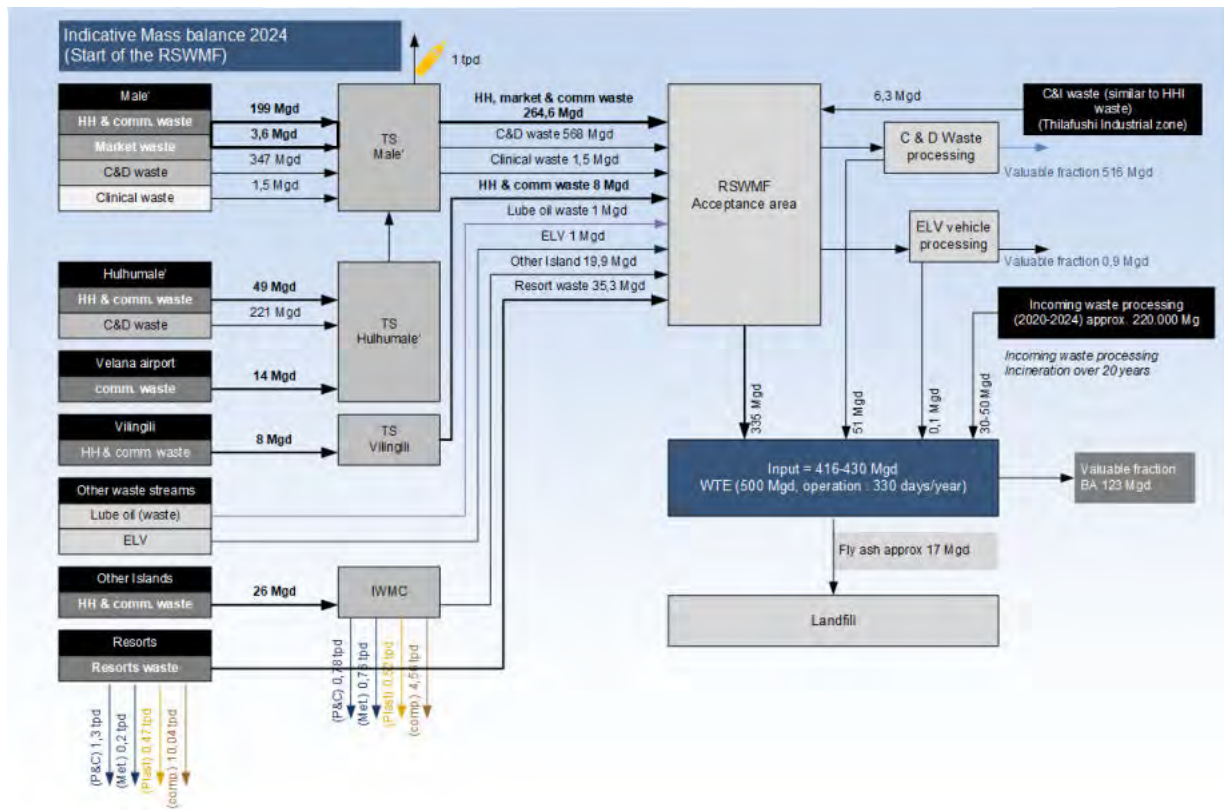 Indicative Mass balance 2024
(Start of the RSWMF)
1 tpd
Male'
HH & comm. waste
Market waste
C&D waste
Clinical waste
199 Mgd
3,6 Mgd
347 Mgd
1,5 Mgd
TS
Male'
HH, market & comm waste
264,6 Mgd
C&D waste 568 Mgd
Clinical waste 1,5 Mgd
HH & comm waste 8 Mgd
Lube oil waste 1 Mgd
ELV 1 Mgd
Other Island 19,9 Mgd
Resort waste 35,3 Mgd
RSWMF
Acceptance area
6,3 Mgd
C&I waste (similar to HHI
waste)
(Thilafushi Industrial zone)
C & D Waste
processing
Valuable fraction 516 Mgd
ELV vehicle
processing
Valuable fraction 0,9 Mgd
Incoming waste processing
(2020-2024) approx. 220.000 Mg
Incoming waste processing
Incineration over 20 years
Hulhumale'
HH & comm. waste
C&D waste
49 Mgd
221 Mgd
TS
Hulhumale'
Velana airport
comm. waste
14 Mgd
Vilingili
HH & comm. waste
8 Mgd
TS
Vilingili
Other waste streams
Lube oil (waste)
ELV
Other Islands
HH & comm. waste
26 Mgd
IWMC
Resorts
Resorts waste
(P&C) 1,3 tpd
(Met.) 0,2 tpd
(Plast) 0,47 tpd
(comp) 10,04 tpd
(P&C) 0,78 tpd
(Met.) 0,78 tpd
(Plast) 0,52 tpd
(comp) 4,56 tpd
335 Mgd
51 Mgd
0,1 Mgd
30-50 Mgd
Input = 416-430 Mgd
WTE (500 Mgd, operation : 330 days/year)
Valuable fraction
BA 123 Mgd
Fly ash approx 17 Mgd
Landfill